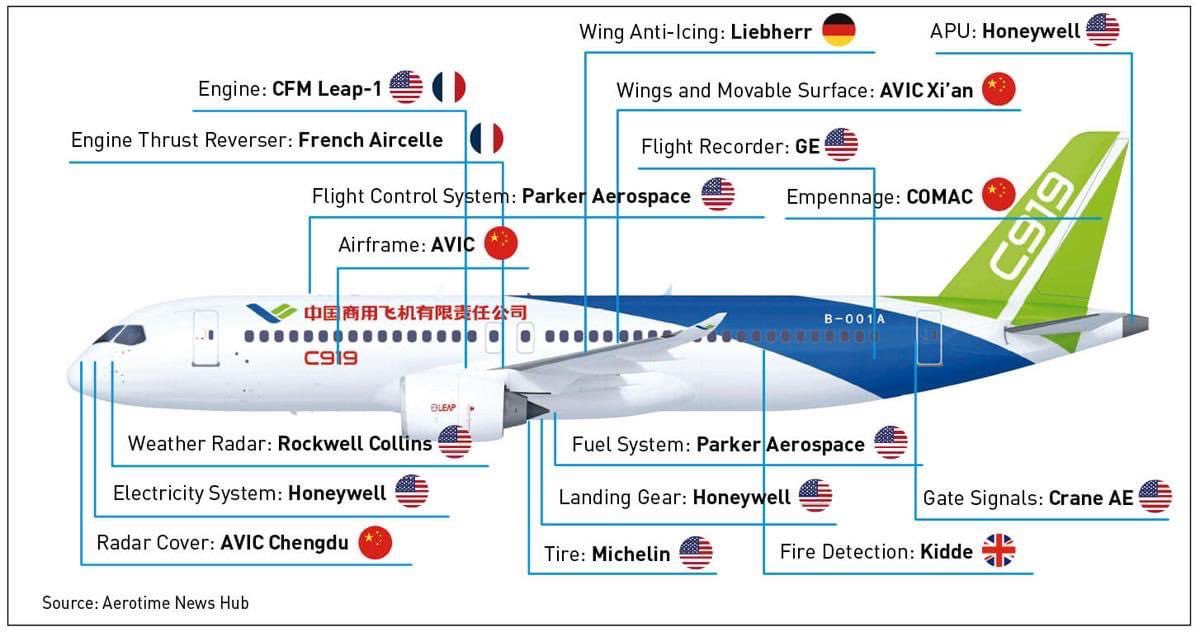 Wing Anti-Icing: Liebherr
APU: Honeywell
Engine: CFM Leap-1
Wings and Movable Surface: AVIC Xi’an
Engine Thrust Reverser: French Aircelle
Flight Recorder: GE
Flight Control System: Parker Aerospace
Empennage: COMAC
Airframe: AVIC
C919
中国商用飞机有限责任公司
B-001A
C919
LEAP
Weather Radar: Rockwell Collins
Fuel System: Parker Aerospace
Electricity System: Honeywell
Landing Gear: Honeywell
Gate Signals: Crane AE
Radar Cover: AVIC Chengdu
Tire: Michelin
Fire Detection: Kidde
Source: Aerotime News Hub